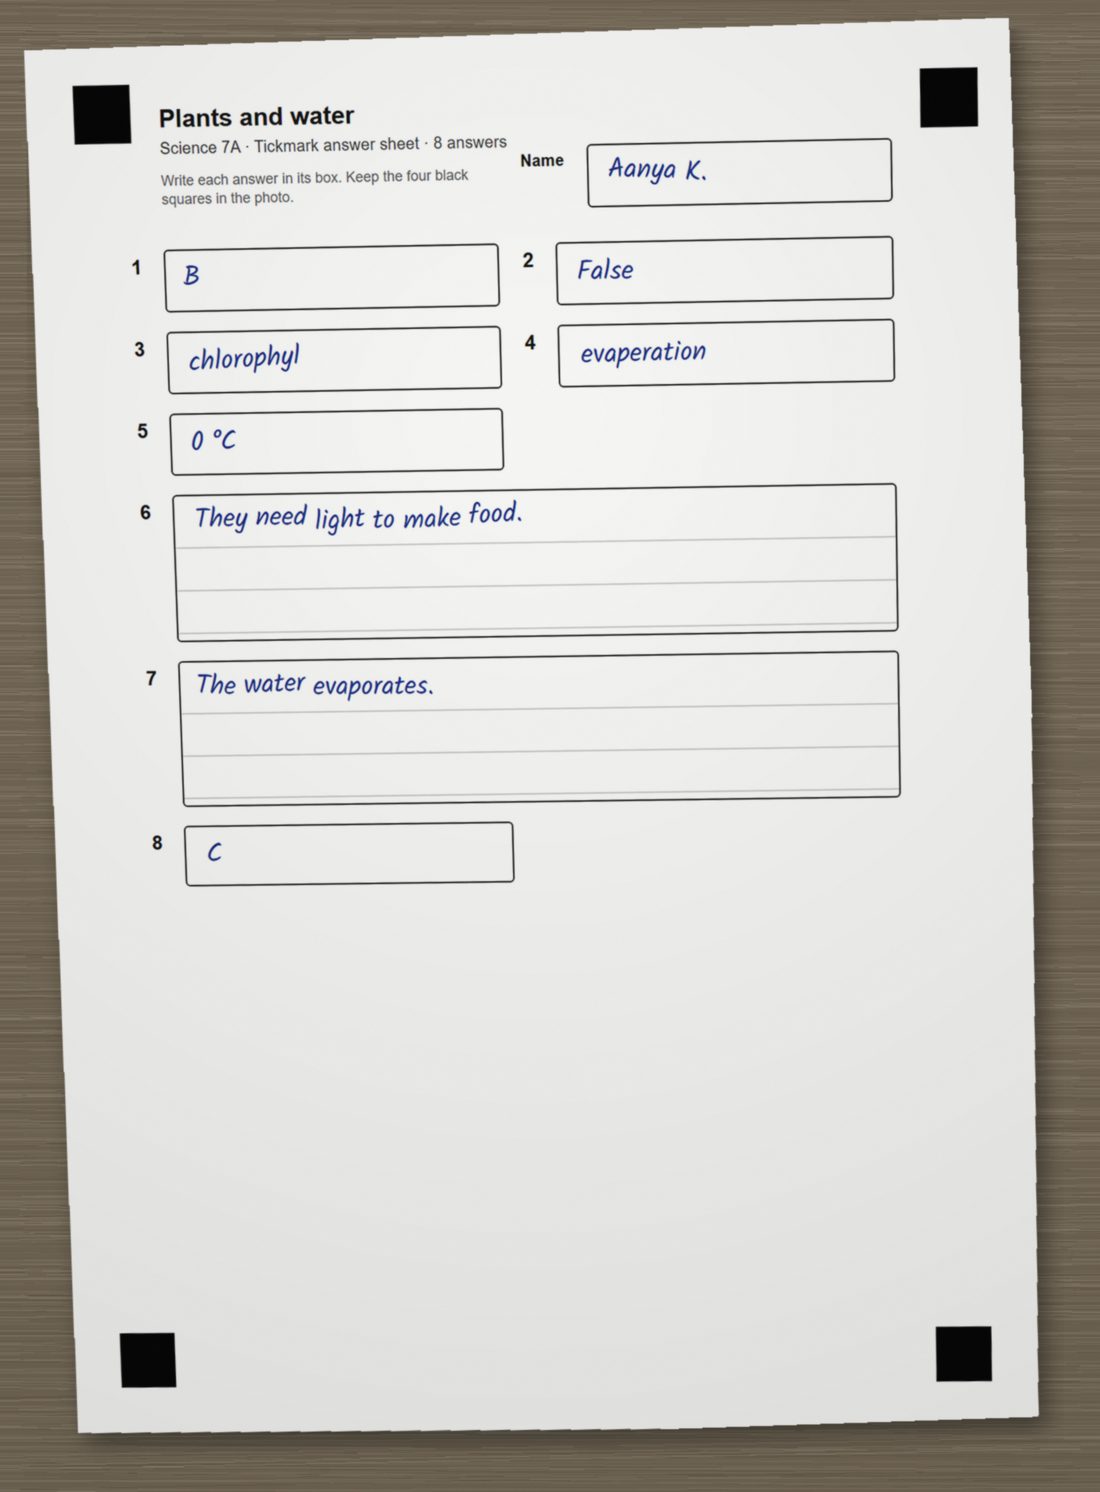 Plants and water
Science 7A · Tickmark answer sheet · 8 answers
Write each answer in its box. Keep the four black
squares in the photo.
Name Aanya K.
1 B
2 False
3 chlorophyl
4 evaperation
5 0 °C
6 They need light to make food.
7 The water evaporates.
8 C